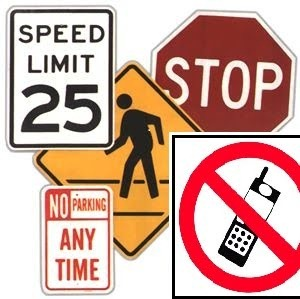 SPEED
LIMIT
25
STOP
NO PARKING
ANY
TIME